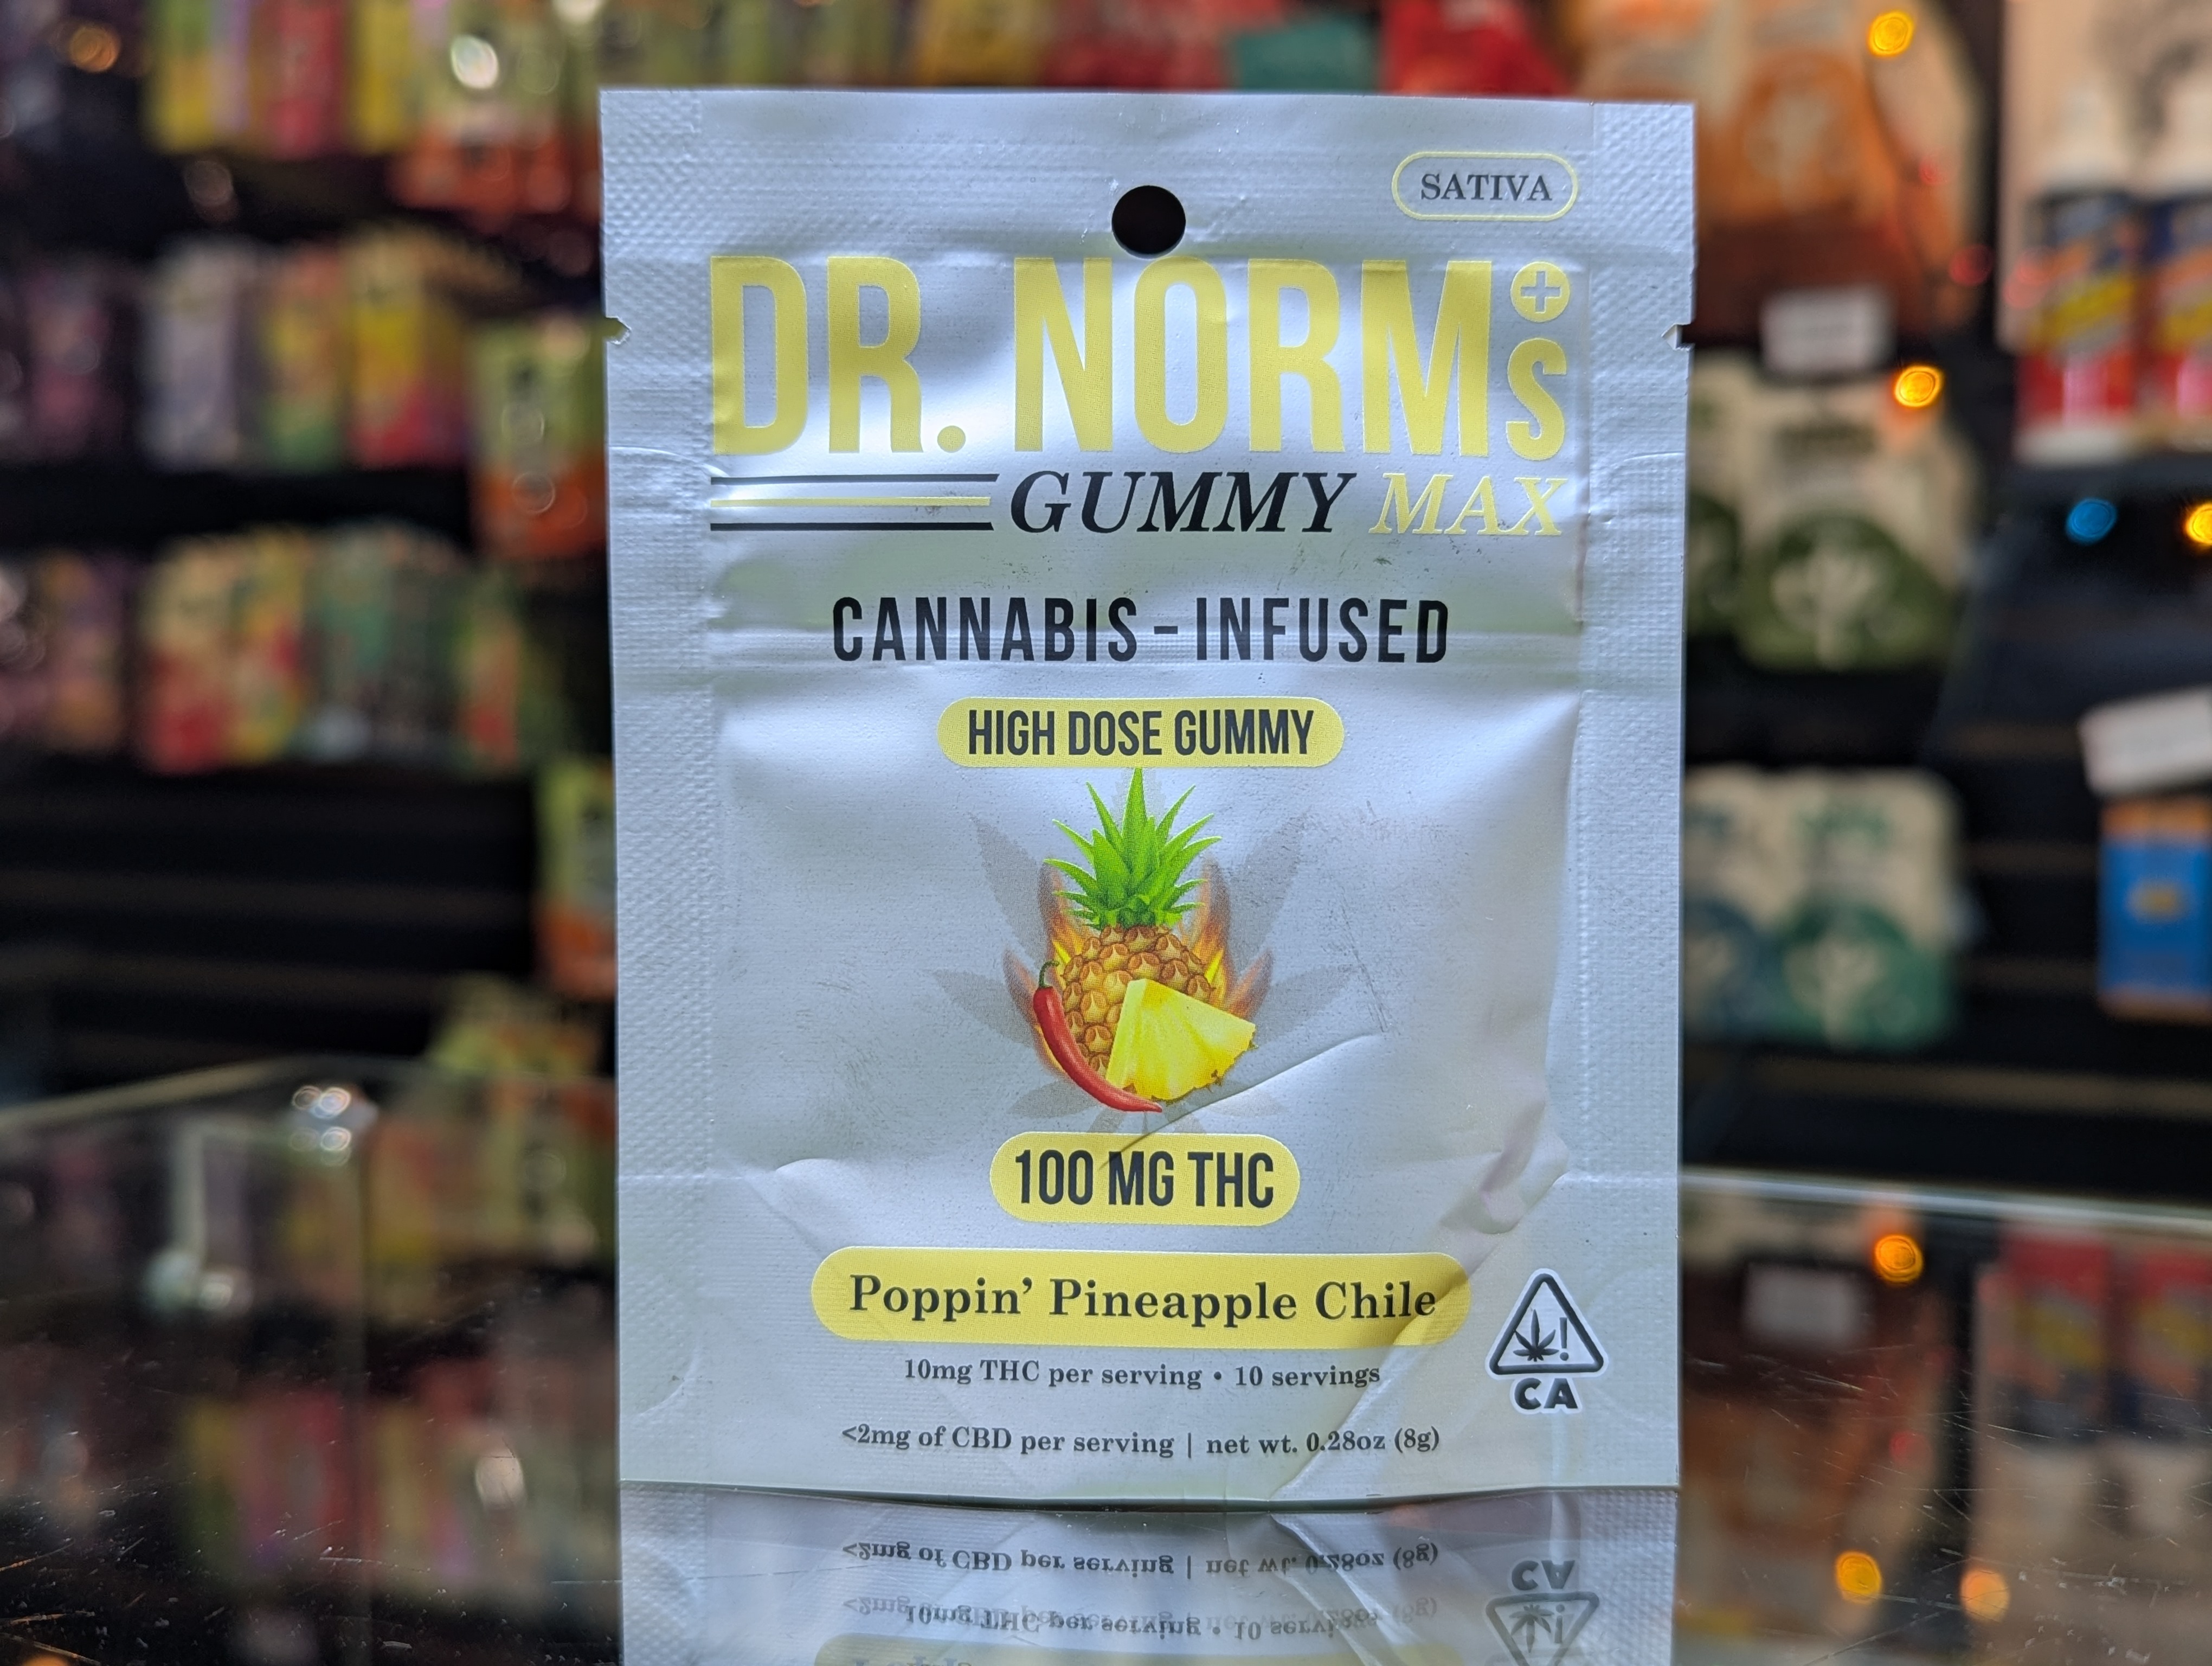 SATIVA
DR. NORMS
GUMMY MAX
CANNABIS-INFUSED
HIGH DOSE GUMMY
100 MG THC
Poppin' Pineapple Chile
10mg THC per serving • 10 servings
CA
<2mg of CBD per serving | net wt. 0.28oz (8g)